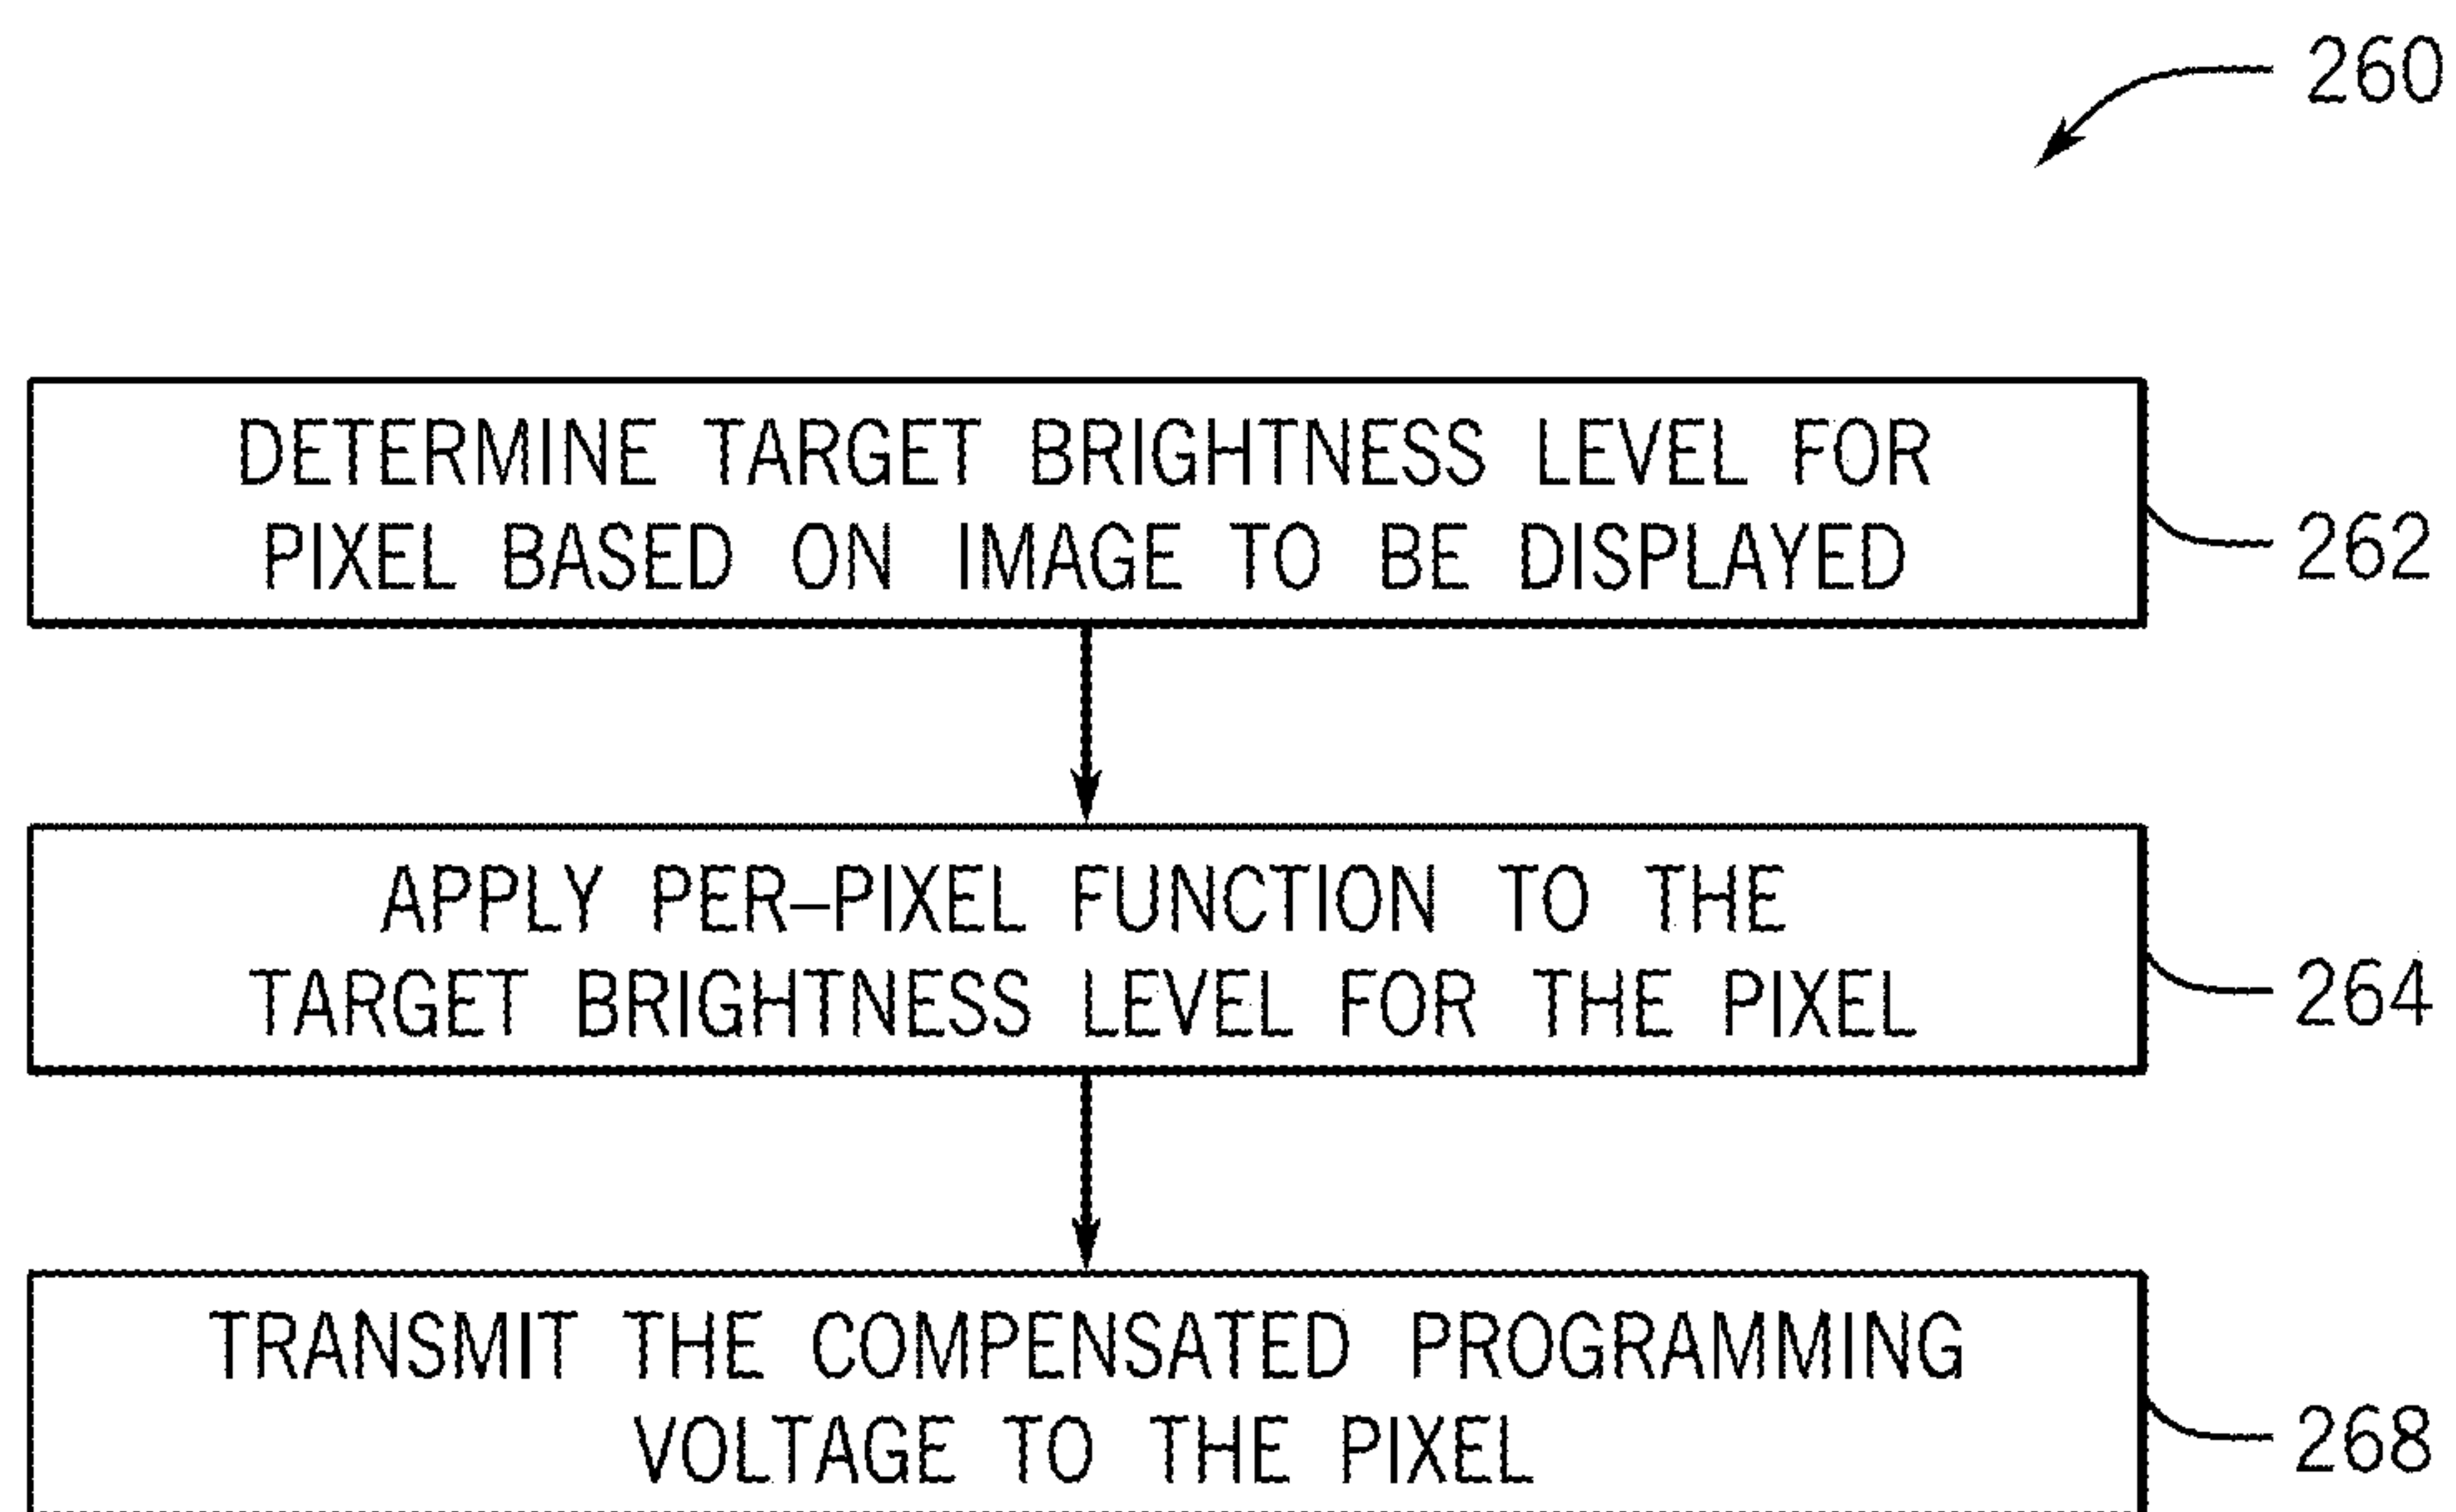 260
DETERMINE TARGET BRIGHTNESS LEVEL FOR
PIXEL BASED ON IMAGE TO BE DISPLAYED
262
APPLY PER–PIXEL FUNCTION TO THE
TARGET BRIGHTNESS LEVEL FOR THE PIXEL
264
TRANSMIT THE COMPENSATED PROGRAMMING
VOLTAGE TO THE PIXEL
268